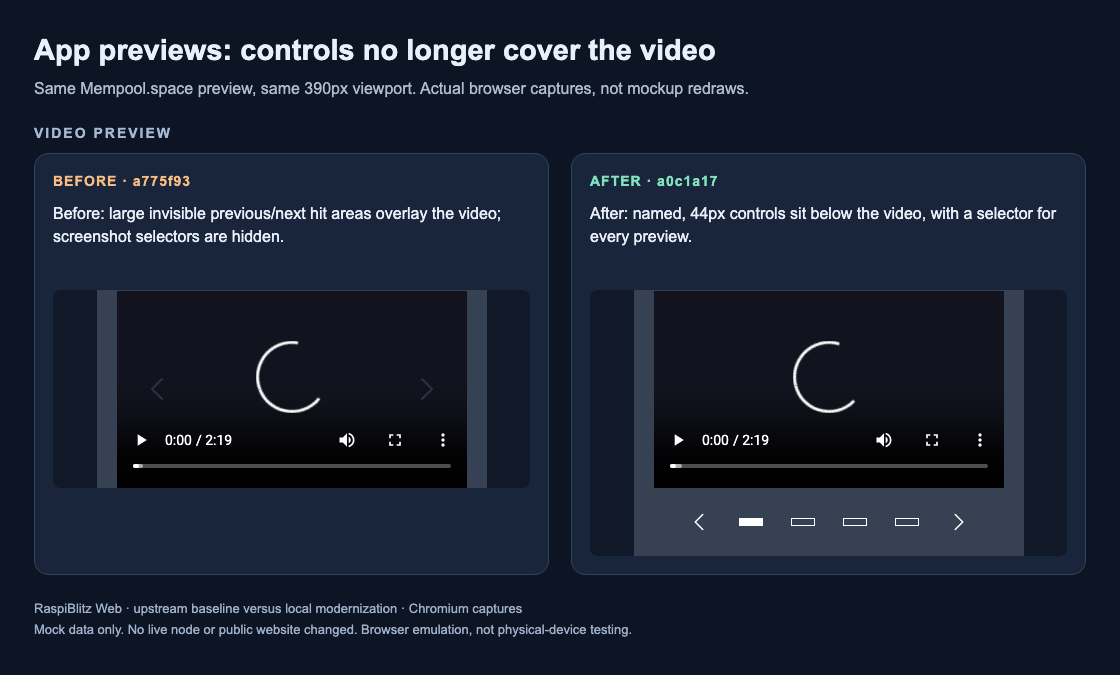 App previews: controls no longer cover the video
Same Mempool.space preview, same 390px viewport. Actual browser captures, not mockup redraws.
VIDEO PREVIEW
BEFORE · a775f93
Before: large invisible previous/next hit areas overlay the video;
screenshot selectors are hidden.
0:00 / 2:19
AFTER · a0c1a17
After: named, 44px controls sit below the video, with a selector for
every preview.
0:00 / 2:19
RaspiBlitz Web · upstream baseline versus local modernization · Chromium captures
Mock data only. No live node or public website changed. Browser emulation, not physical-device testing.